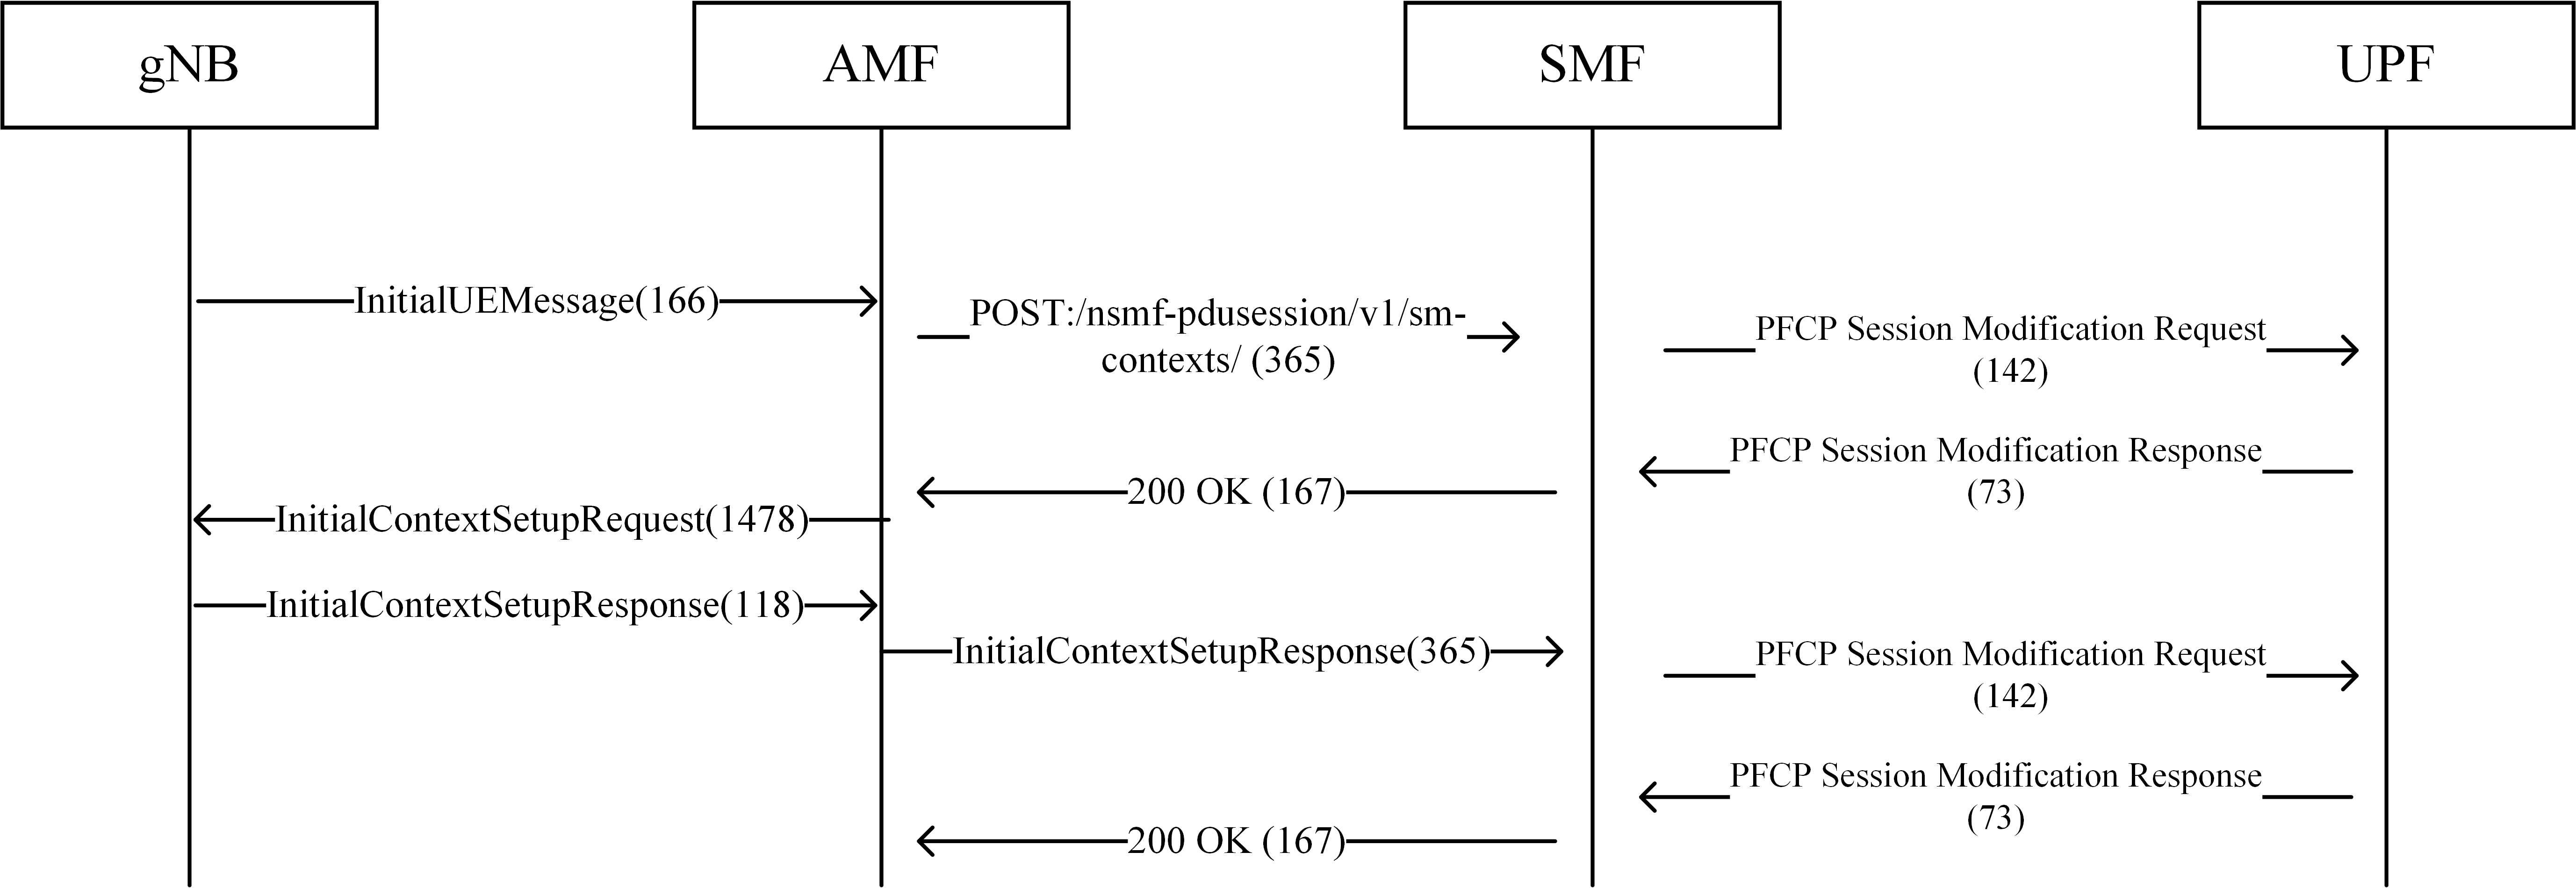 gNB
AMF
SMF
UPF
InitialUEMessage(166)
POST:/nsmf-pdusession/v1/sm-
contexts/ (365)
PFCP Session Modification Request
(142)
PFCP Session Modification Response
(73)
200 OK (167)
InitialContextSetupRequest(1478)
InitialContextSetupResponse(118)
InitialContextSetupResponse(365)
PFCP Session Modification Request
(142)
PFCP Session Modification Response
(73)
200 OK (167)